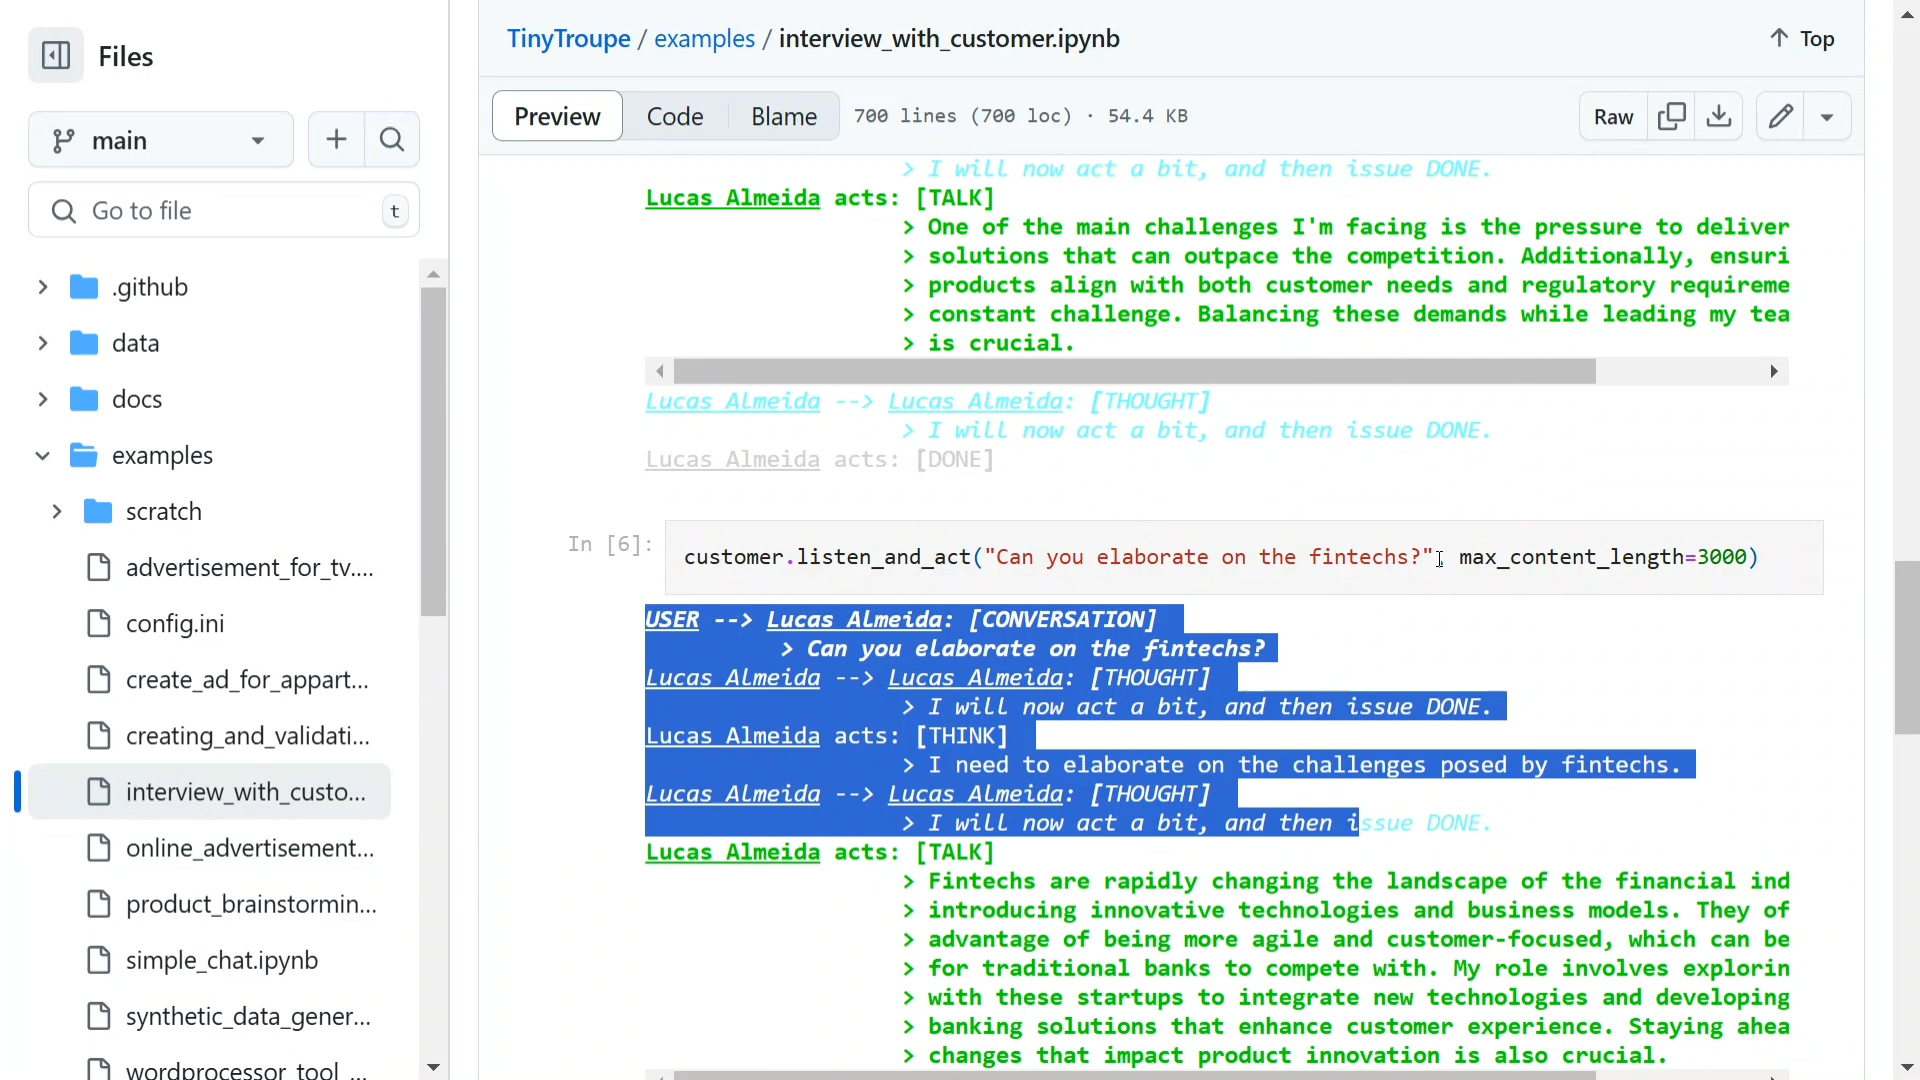 Files
main
Go to file
t
.github
data
docs
examples
scratch
advertisement_for_tv....
config.ini
create_ad_for_appart...
creating_and_validati...
interview_with_custo...
online_advertisement...
product_brainstormin...
simple_chat.ipynb
synthetic_data_gener...
wordprocessor_tool_...
TinyTroupe / examples / interview_with_customer.ipynb
Top
Preview Code Blame 700 lines (700 loc) · 54.4 KB
Raw
> I will now act a bit, and then issue DONE.
Lucas Almeida acts: [TALK]
> One of the main challenges I'm facing is the pressure to deliver
> solutions that can outpace the competition. Additionally, ensuri
> products align with both customer needs and regulatory requireme
> constant challenge. Balancing these demands while leading my tea
> is crucial.
Lucas Almeida --> Lucas Almeida: [THOUGHT]
> I will now act a bit, and then issue DONE.
Lucas Almeida acts: [DONE]
In [6]:
customer.listen_and_act("Can you elaborate on the fintechs?", max_content_length=3000)
USER --> Lucas Almeida: [CONVERSATION]
> Can you elaborate on the fintechs?
Lucas Almeida --> Lucas Almeida: [THOUGHT]
> I will now act a bit, and then issue DONE.
Lucas Almeida acts: [THINK]
> I need to elaborate on the challenges posed by fintechs.
Lucas Almeida --> Lucas Almeida: [THOUGHT]
> I will now act a bit, and then issue DONE.
Lucas Almeida acts: [TALK]
> Fintechs are rapidly changing the landscape of the financial ind
> introducing innovative technologies and business models. They of
> advantage of being more agile and customer-focused, which can be
> for traditional banks to compete with. My role involves explorin
> with these startups to integrate new technologies and developing
> banking solutions that enhance customer experience. Staying ahea
> changes that impact product innovation is also crucial.